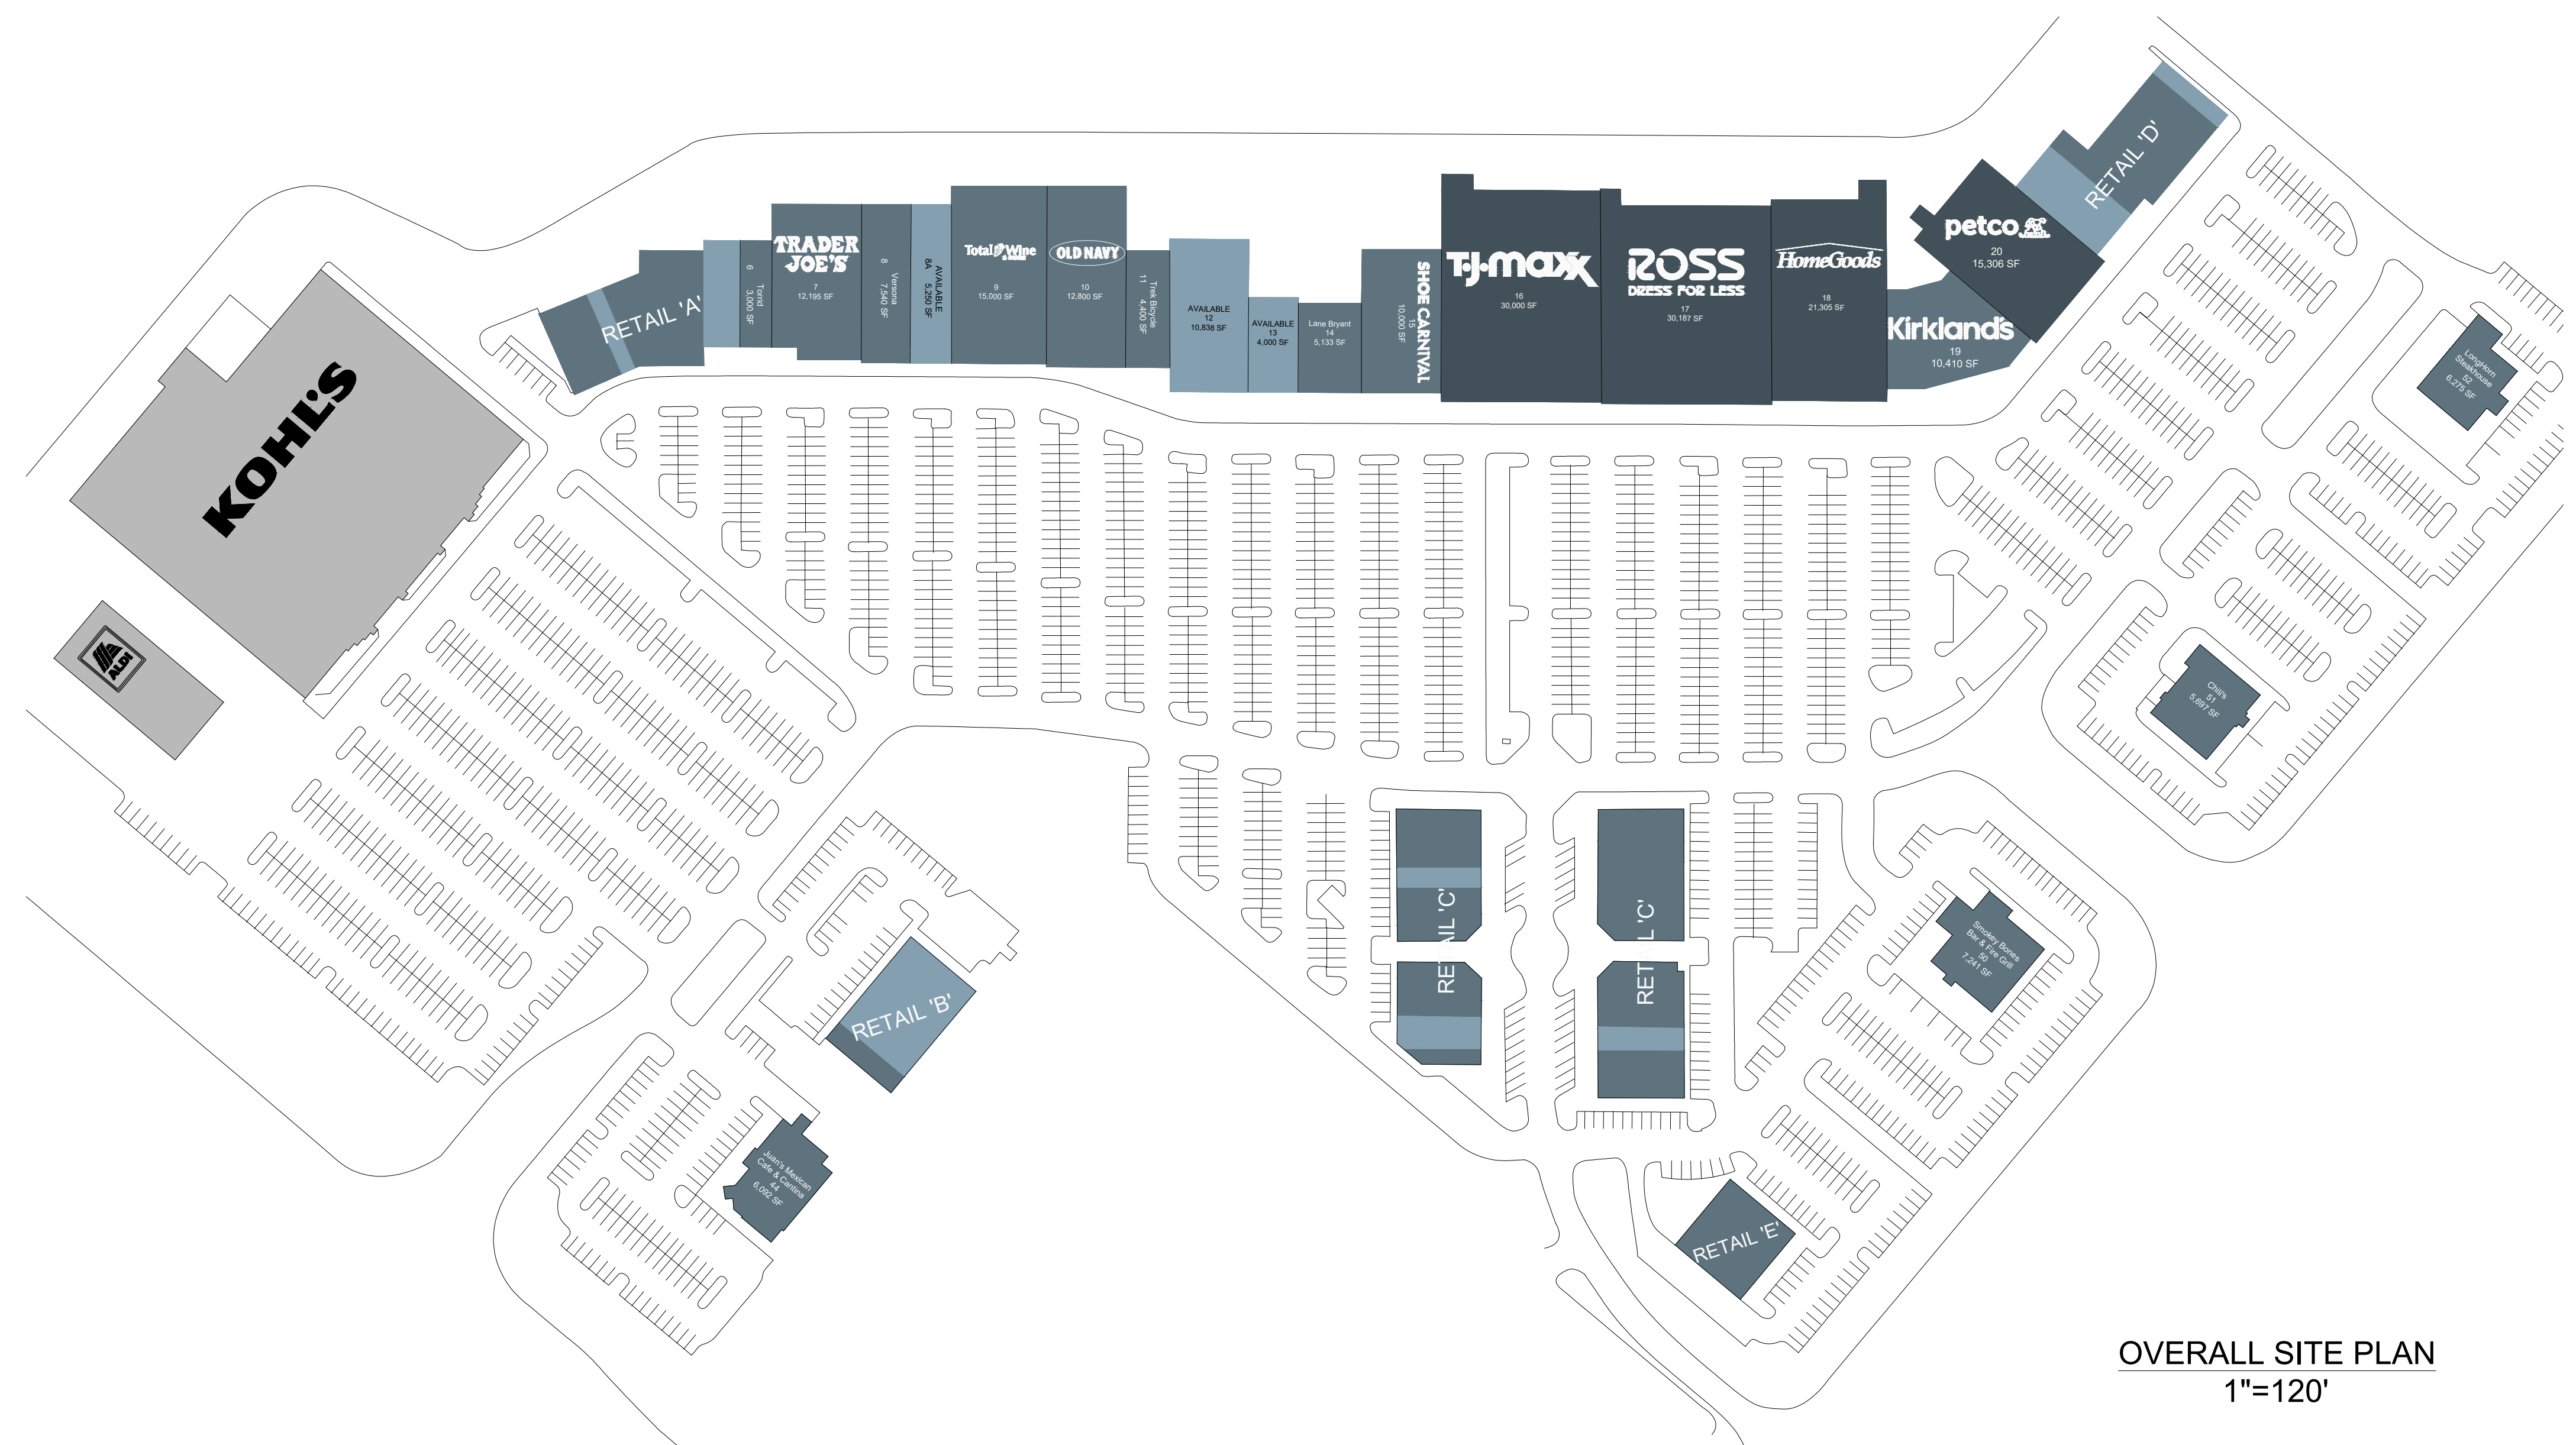 KOHL'S
ALDI
RETAIL 'A'
6
Torrid
3,000 SF
TRADER
JOE'S
7
12,195 SF
8
Versona
7,540 SF
AVAILABLE
8A
5,250 SF
Total Wine
& MORE
9
15,000 SF
OLD NAVY
10
12,800 SF
Trek Bicycle
11
4,400 SF
AVAILABLE
12
10,838 SF
AVAILABLE
13
4,000 SF
Lane Bryant
14
5,133 SF
SHOE CARNIVAL
15
10,000 SF
T·J·maxx
16
30,000 SF
ROSS
DRESS FOR LESS
17
30,187 SF
HomeGoods
18
21,305 SF
Kirkland's
19
10,410 SF
petco
20
15,306 SF
RETAIL 'D'
LongHorn
Steakhouse
52
6,275 SF
Chili's
51
5,697 SF
Smokey Bones
Bar & Fire Grill
50
7,241 SF
RETAIL 'C'
RETAIL 'C'
RETAIL 'B'
Juan's Mexican
Cafe & Cantina
44
6,092 SF
RETAIL 'E'
OVERALL SITE PLAN
1"=120'